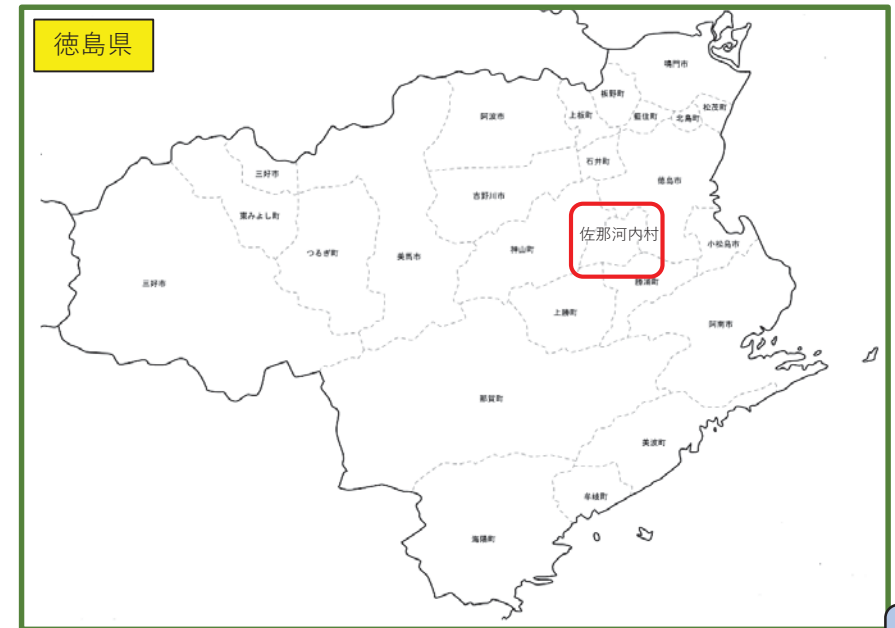 徳島県
鳴門市
板野町
松茂町
上板町
藍住町
北島町
阿波市
石井町
三好市
徳島市
吉野川市
東みよし町
佐那河内村
小松島市
つるぎ町
美馬市
神山町
三好市
勝浦町
上勝町
阿南市
那賀町
美波町
牟岐町
海陽町